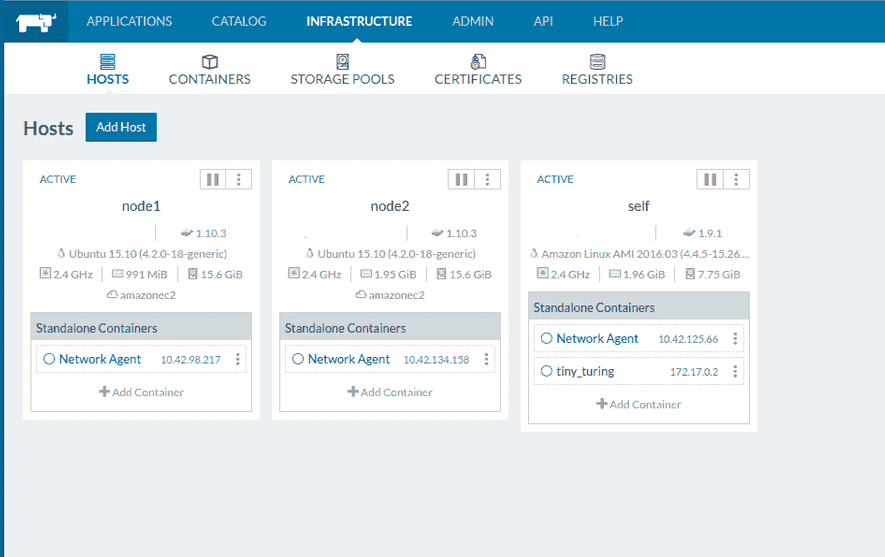 APPLICATIONS CATALOG INFRASTRUCTURE ADMIN API HELP
HOSTS CONTAINERS STORAGE POOLS CERTIFICATES REGISTRIES
Hosts Add Host
ACTIVE
node1
1.10.3
Ubuntu 15.10 (4.2.0-18-generic)
2.4 GHz 991 MiB 15.6 GiB
amazonec2
Standalone Containers
Network Agent 10.42.98.217
Add Container
ACTIVE
node2
1.10.3
Ubuntu 15.10 (4.2.0-18-generic)
2.4 GHz 1.95 GiB 15.6 GiB
amazonec2
Standalone Containers
Network Agent 10.42.134.158
Add Container
ACTIVE
self
1.9.1
Amazon Linux AMI 2016.03 (4.4.5-15.26....
2.4 GHz 1.96 GiB 7.75 GiB
Standalone Containers
Network Agent 10.42.125.66
tiny_turing 172.17.0.2
Add Container